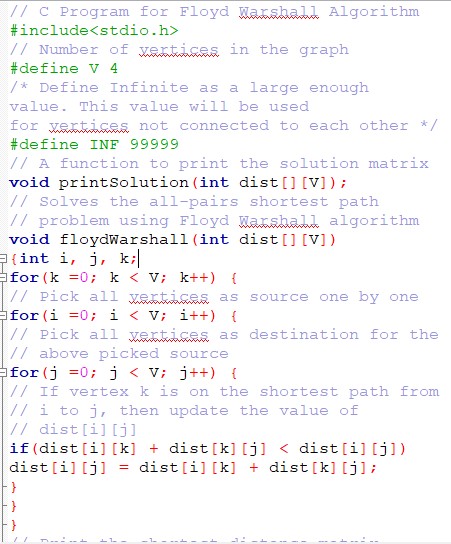 // C Program for Floyd Warshall Algorithm
#include<stdio.h>
// Number of vertices in the graph
#define V 4
/* Define Infinite as a large enough
value. This value will be used
for vertices not connected to each other */
#define INF 99999
// A function to print the solution matrix
void printSolution(int dist[][V]);
// Solves the all-pairs shortest path
// problem using Floyd Warshall algorithm
void floydWarshall(int dist[][V])
{int i, j, k;
for(k =0; k < V; k++) {
// Pick all vertices as source one by one
for(i =0; i < V; i++) {
// Pick all vertices as destination for the
// above picked source
for(j =0; j < V; j++) {
// If vertex k is on the shortest path from
// i to j, then update the value of
// dist[i][j]
if(dist[i][k] + dist[k][j] < dist[i][j])
dist[i][j] = dist[i][k] + dist[k][j];
}
}
}
// Print the shortest distance matrix